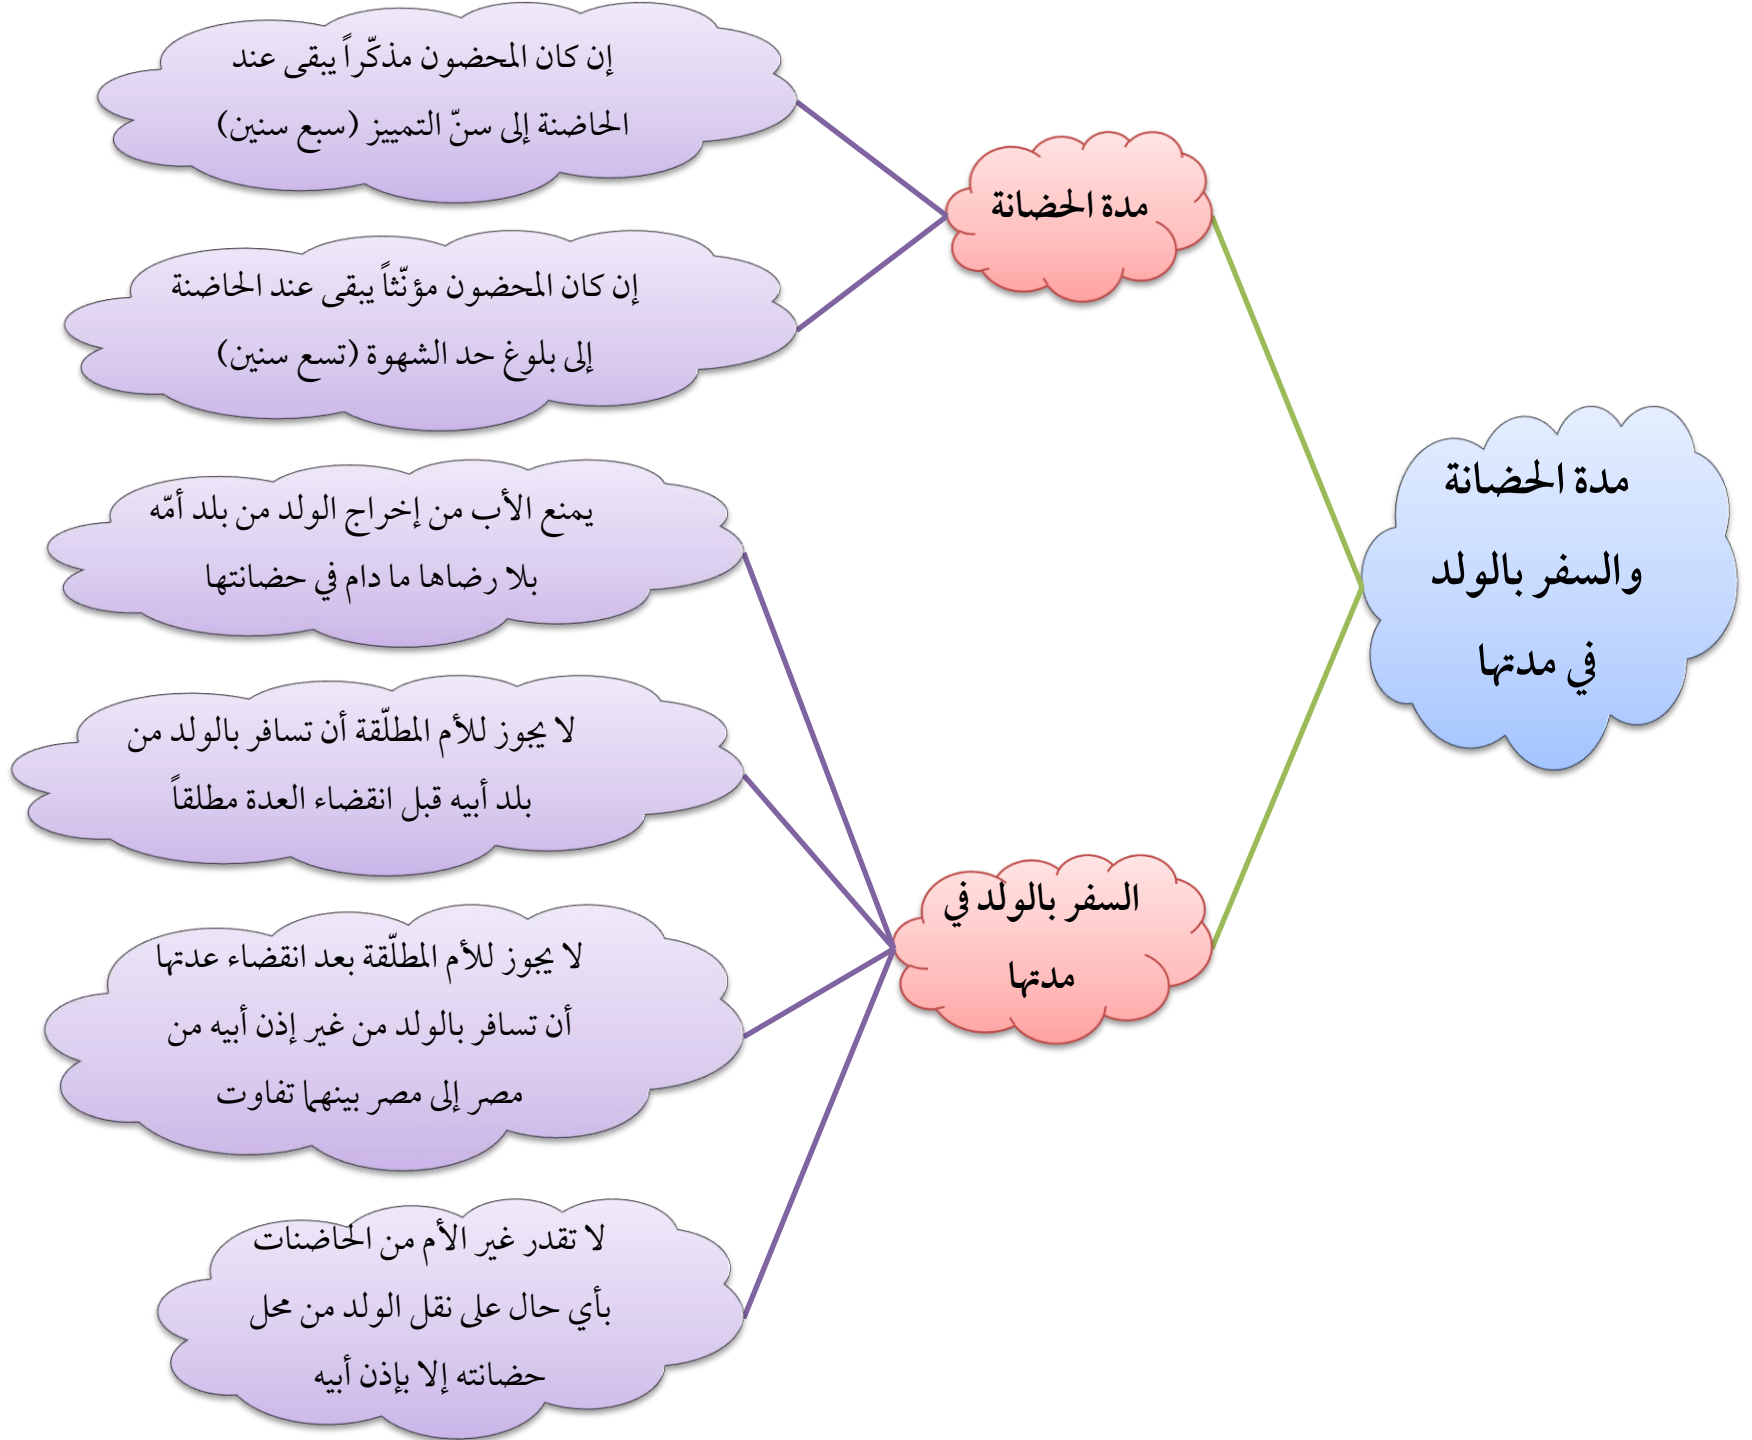 مدة الحضانة
والسفر بالولد
في مدتها
مدة الحضانة
إن كان المحضون مذكّراً يبقى عند
الحاضنة إلى سنّ التمييز (سبع سنين)
إن كان المحضون مؤنّثاً يبقى عند الحاضنة
إلى بلوغ حد الشهوة (تسع سنين)
السفر بالولد في
مدتها
يمنع الأب من إخراج الولد من بلد أمّه
بلا رضاها ما دام في حضانتها
لا يجوز للأم المطلّقة أن تسافر بالولد من
بلد أبيه قبل انقضاء العدة مطلقاً
لا يجوز للأم المطلّقة بعد انقضاء عدتها
أن تسافر بالولد من غير إذن أبيه من
مصر إلى مصر بينهما تفاوت
لا تقدر غير الأم من الحاضنات
بأي حال على نقل الولد من محل
حضانته إلا بإذن أبيه